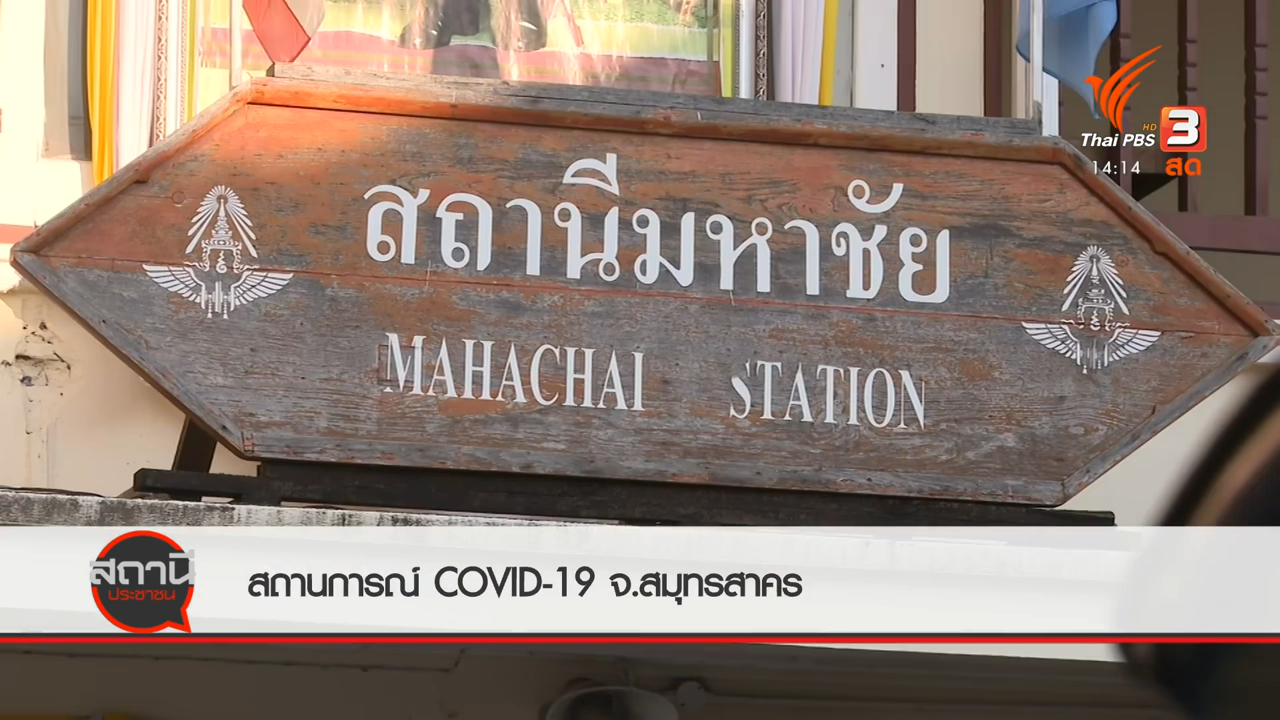 HD
Thai PBS 3
14:14 สด
สถานีมหาชัย
MAHACHAI STATION
สถานี
ประชาชน
สถานการณ์ COVID-19 จ.สมุทรสาคร